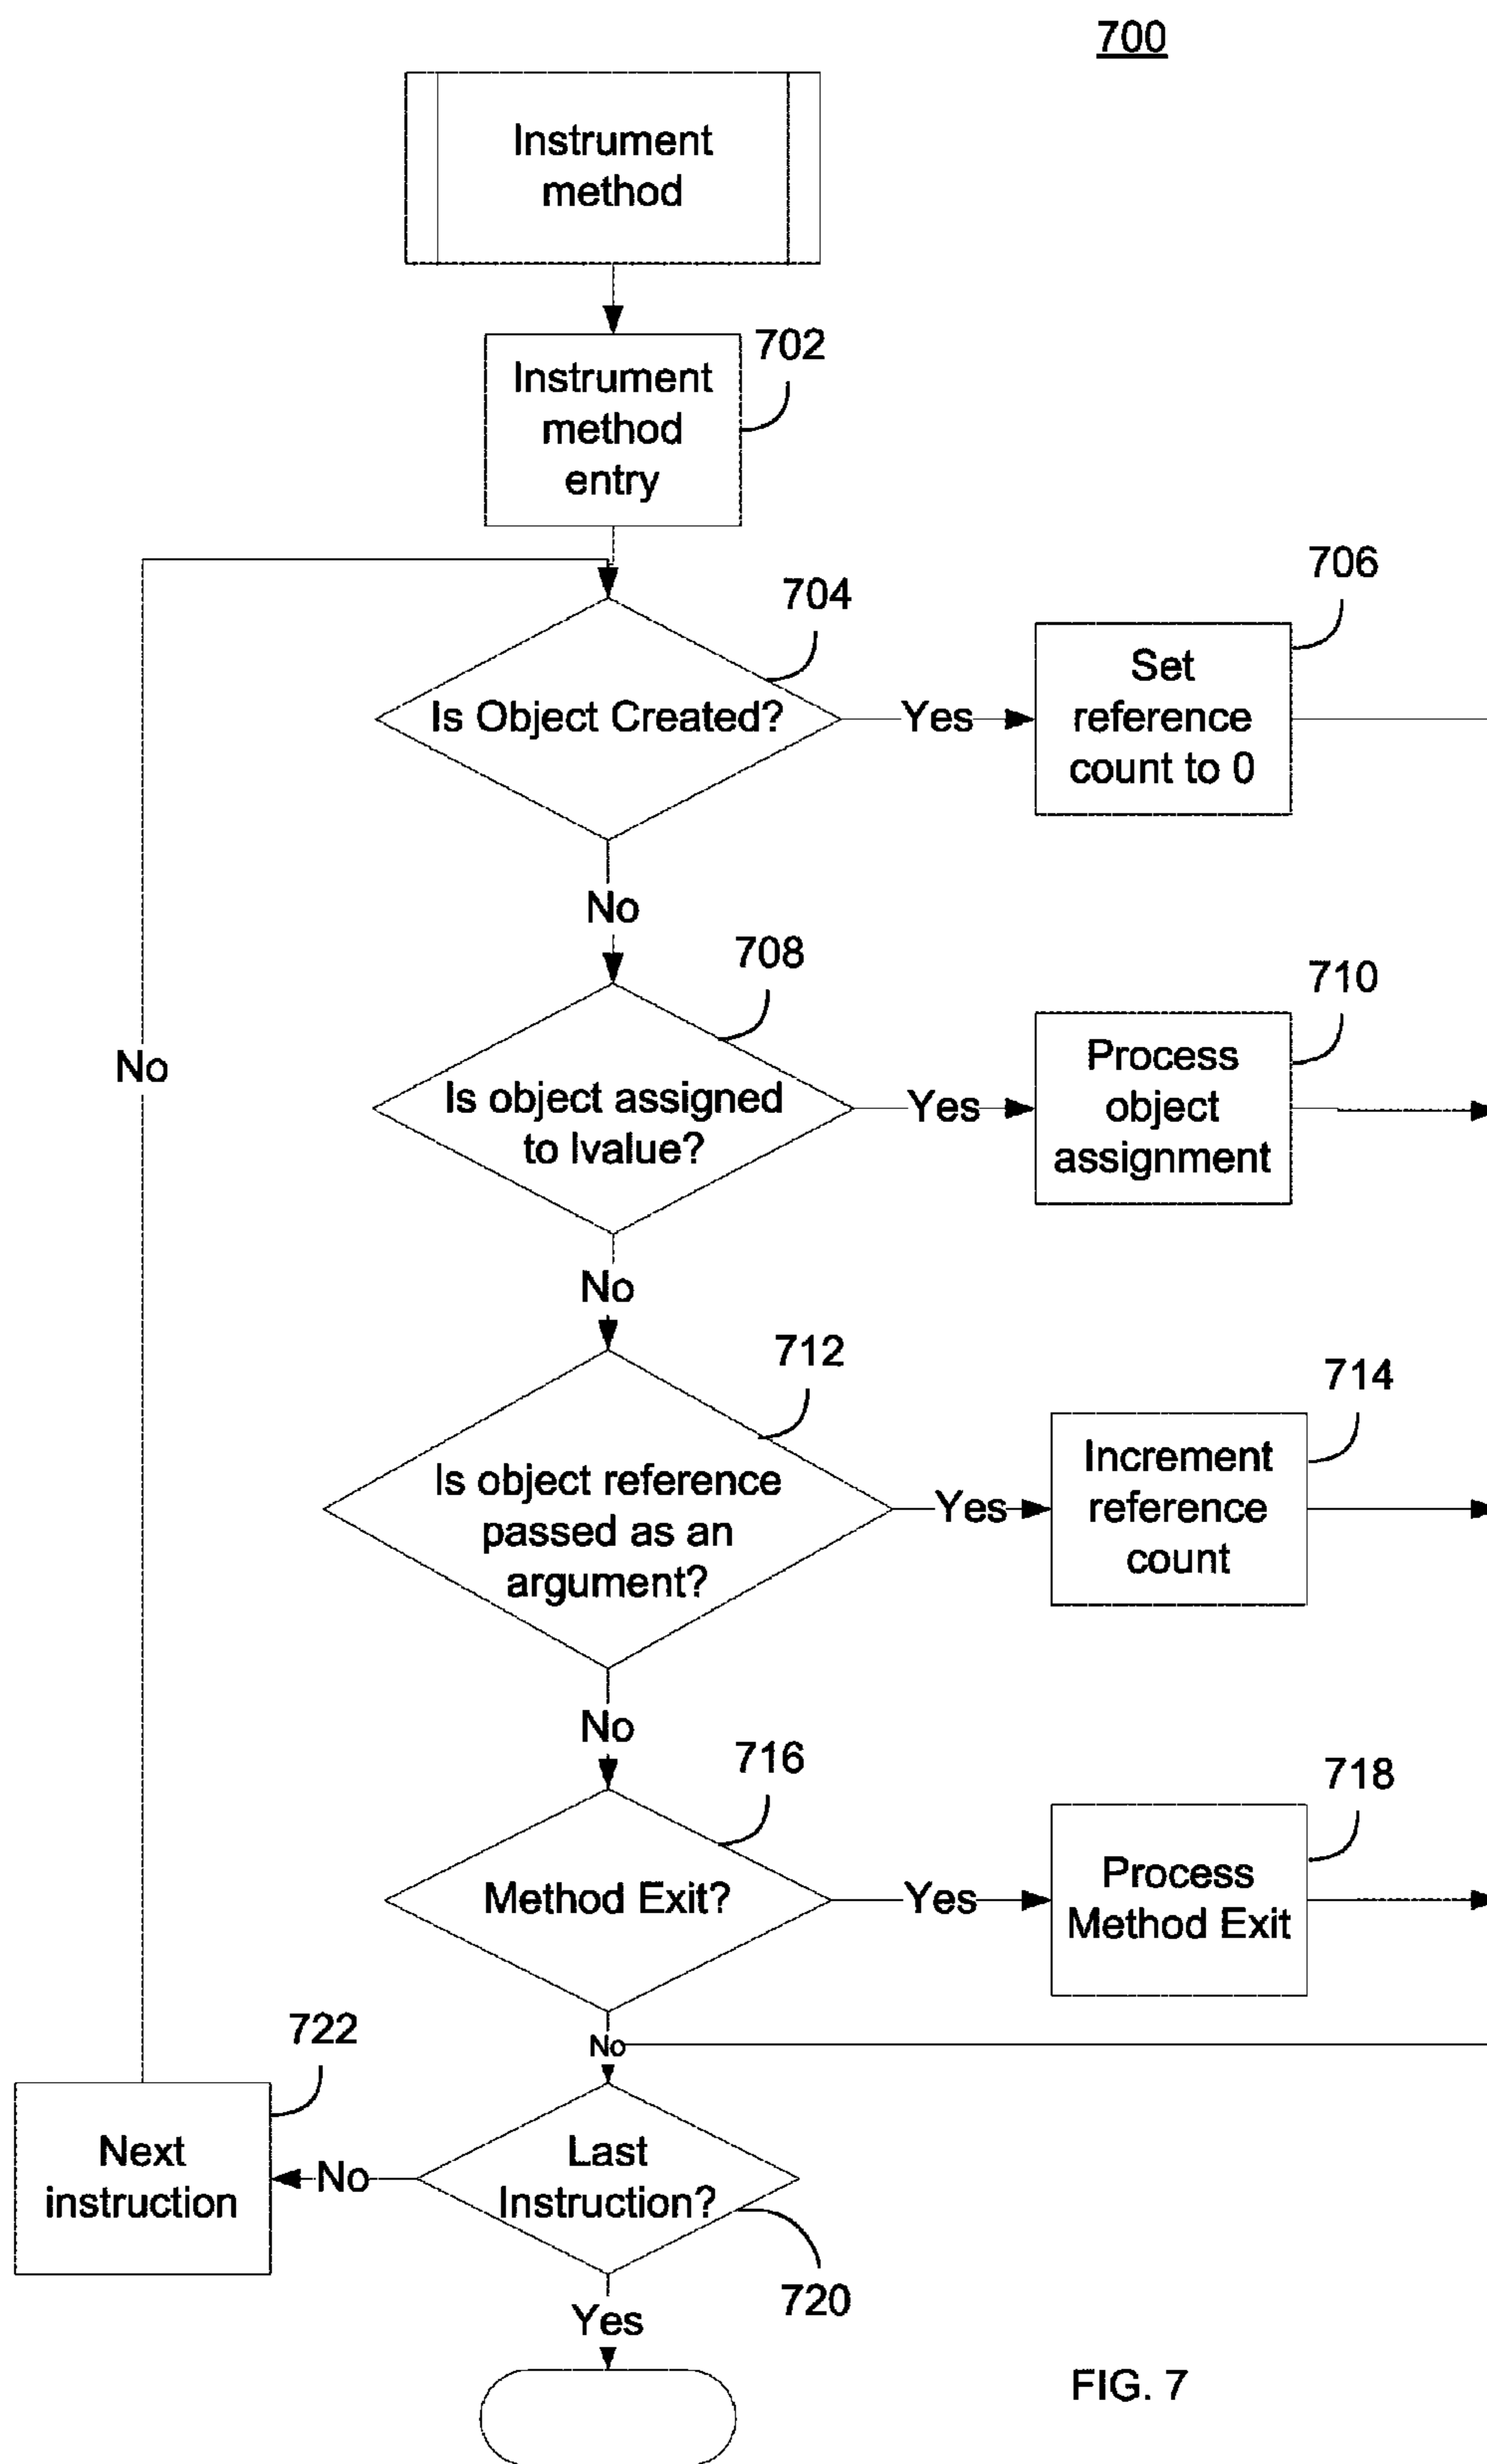 700
Instrument
method
702
Instrument
method
entry
704
706
Is Object Created?
Yes
Set
reference
count to 0
No
708
710
Is object assigned
to lvalue?
Yes
Process
object
assignment
No
No
712
714
Is object reference
passed as an
argument?
Yes
Increment
reference
count
No
716
718
Method Exit?
Yes
Process
Method Exit
No
722
Next
instruction
No
Last
Instruction?
720
Yes
FIG. 7